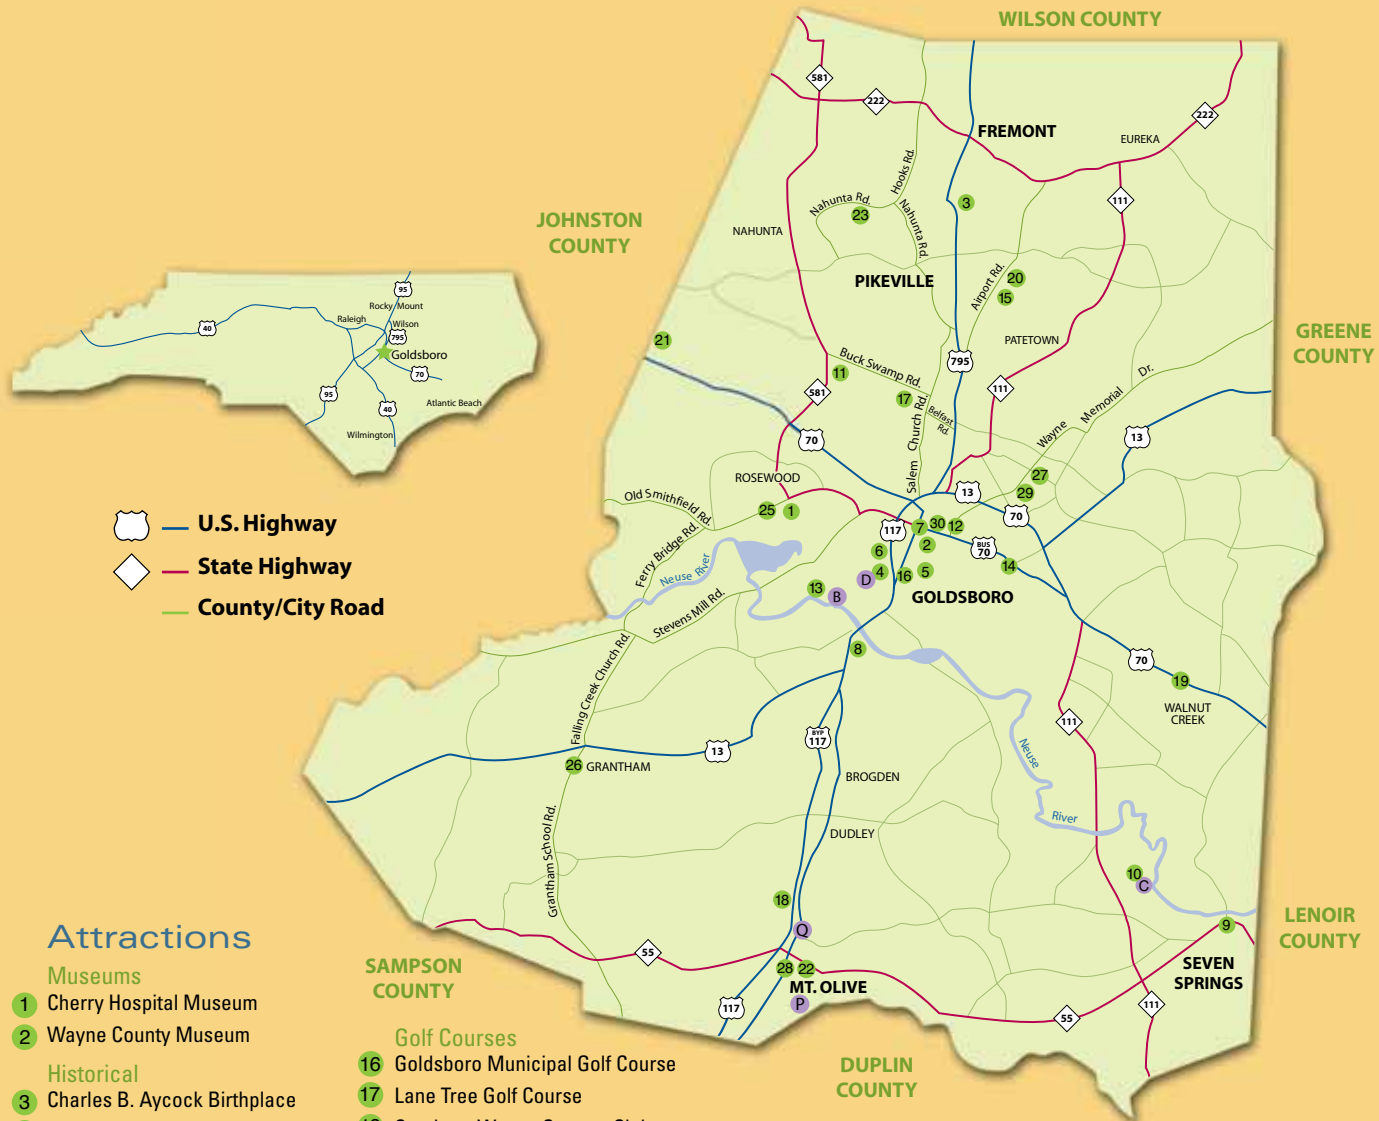 WILSON COUNTY
581
222
FREMONT
EUREKA
222
Hooks Rd.
111
Nahunta Rd.
23
3
JOHNSTON
COUNTY
NAHUNTA
Nahunta Rd.
PIKEVILLE
Airport Rd.
20
15
95
Rocky Mount
Raleigh
Wilson
40
795
Goldsboro
70
95
40
Atlantic Beach
Wilmington
21
PATETOWN
GREENE
COUNTY
Buck Swamp Rd.
795
11
581
17
111
Belfast
Rd.
Salem Church Rd.
Wayne Memorial Dr.
13
70
ROSEWOOD
27
29
13
Old Smithfield Rd.
25
1
70
117
7
30
12
2
BUS
70
Ferry Bridge Rd.
Neuse River
6
14
4
16
5
D
13
B
GOLDSBORO
Stevens Mill Rd.
U.S. Highway
State Highway
County/City Road
8
Falling Creek Church Rd.
70
19
WALNUT
CREEK
111
BYP
117
13
Neuse
26
GRANTHAM
BROGDEN
River
DUDLEY
Grantham School Rd.
10
C
18
Q
9
LENOIR
COUNTY
55
SAMPSON
COUNTY
28
22
MT. OLIVE
P
117
SEVEN
SPRINGS
111
55
DUPLIN
COUNTY
Attractions
Museums
1 Cherry Hospital Museum
2 Wayne County Museum
Historical
3 Charles B. Aycock Birthplace
Golf Courses
16 Goldsboro Municipal Golf Course
17 Lane Tree Golf Course